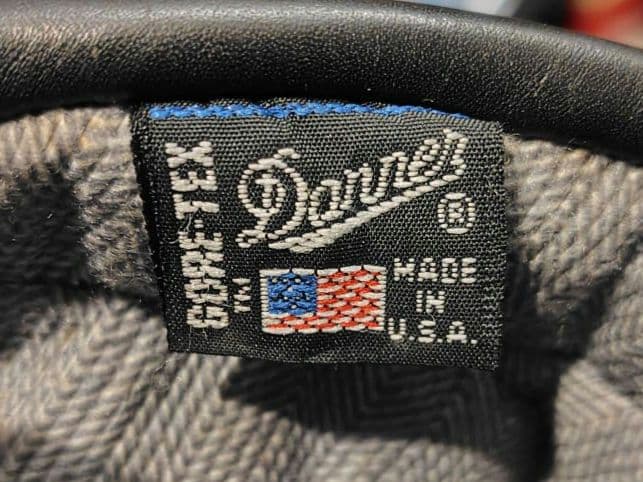 GORE-TEX
™
Danner
®
MADE
IN
U.S.A.